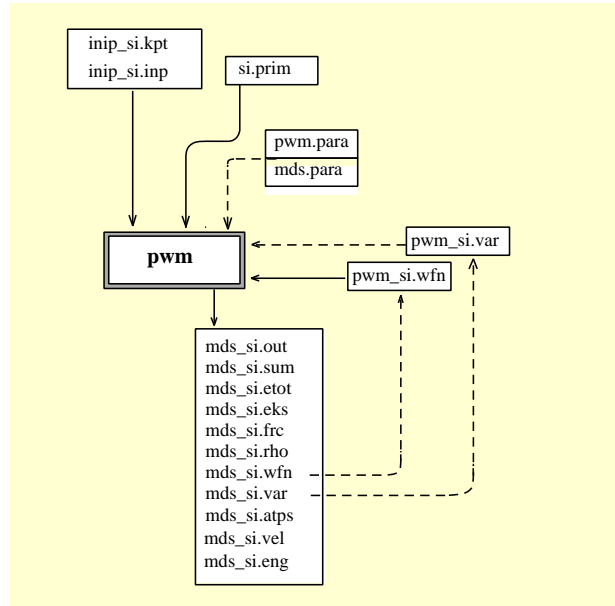 inip_si.kpt
inip_si.inp
si.prim
pwm.para
mds.para
pwm_si.var
pwm
pwm_si.wfn
mds_si.out
mds_si.sum
mds_si.etot
mds_si.eks
mds_si.frc
mds_si.rho
mds_si.wfn
mds_si.var
mds_si.atps
mds_si.vel
mds_si.eng